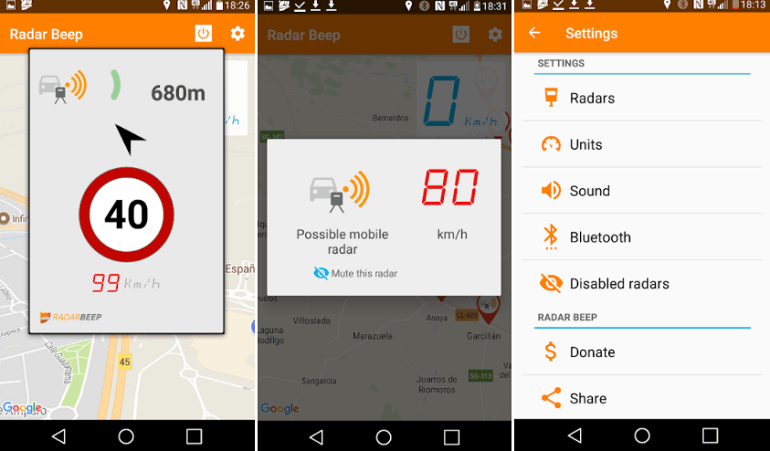 18:26
Radar Beep
680m
40
99 Km/h
RADARBEEP
Km/h
Infi
Españ
45
Google
18:31
Radar Beep
0 Km/h
Bernardos
Possible mobile
radar
80
km/h
Mute this radar
Villoslada
Anaya
CL-605
Laguna
Rodrigo
Marazuela
Garcillán
Sangarcía
Juarros de
Riomoros
SG-313
Google
18:13
Settings
SETTINGS
Radars
Units
Sound
Bluetooth
Disabled radars
RADAR BEEP
Donate
Share